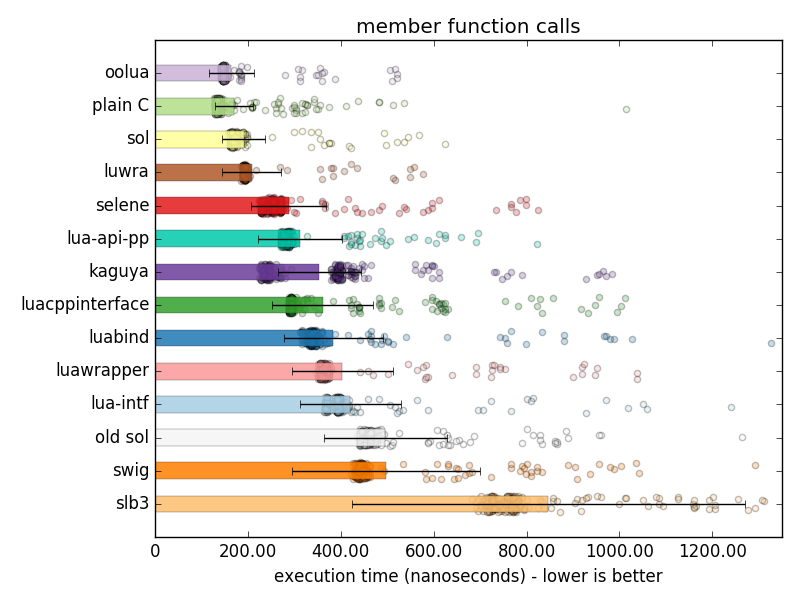 member function calls
oolua
plain C
sol
luwra
selene
lua-api-pp
kaguya
luacppinterface
luabind
luawrapper
lua-intf
old sol
swig
slb3
0 200.00 400.00 600.00 800.00 1000.00 1200.00
execution time (nanoseconds) - lower is better